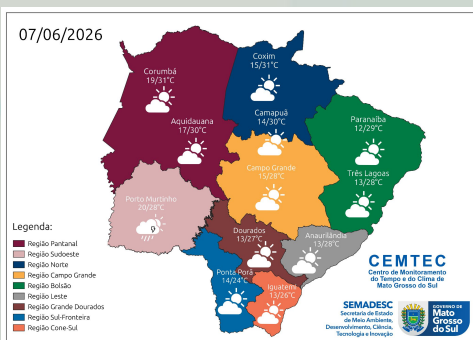 07/06/2026
Corumbá
19/31°C
Coxim
15/31°C
Aquidauana
17/30°C
Camapuã
14/30°C
Paranaíba
12/29°C
Campo Grande
15/28°C
Três Lagoas
13/28°C
Porto Murtinho
20/28°C
Dourados
13/27°C
Anaurilândia
13/28°C
Ponta Porã
14/24°C
Iguatemi
13/26°C
Legenda:
Região Pantanal
Região Sudoeste
Região Norte
Região Campo Grande
Região Bolsão
Região Leste
Região Grande Dourados
Região Sul-Fronteira
Região Cone-Sul
CEMTEC
Centro de Monitoramento
do Tempo e do Clima de
Mato Grosso do Sul
SEMADESC
Secretaria de Estado
de Meio Ambiente,
Desenvolvimento, Ciência,
Tecnologia e Inovação
GOVERNO DE
Mato
Grosso
do Sul